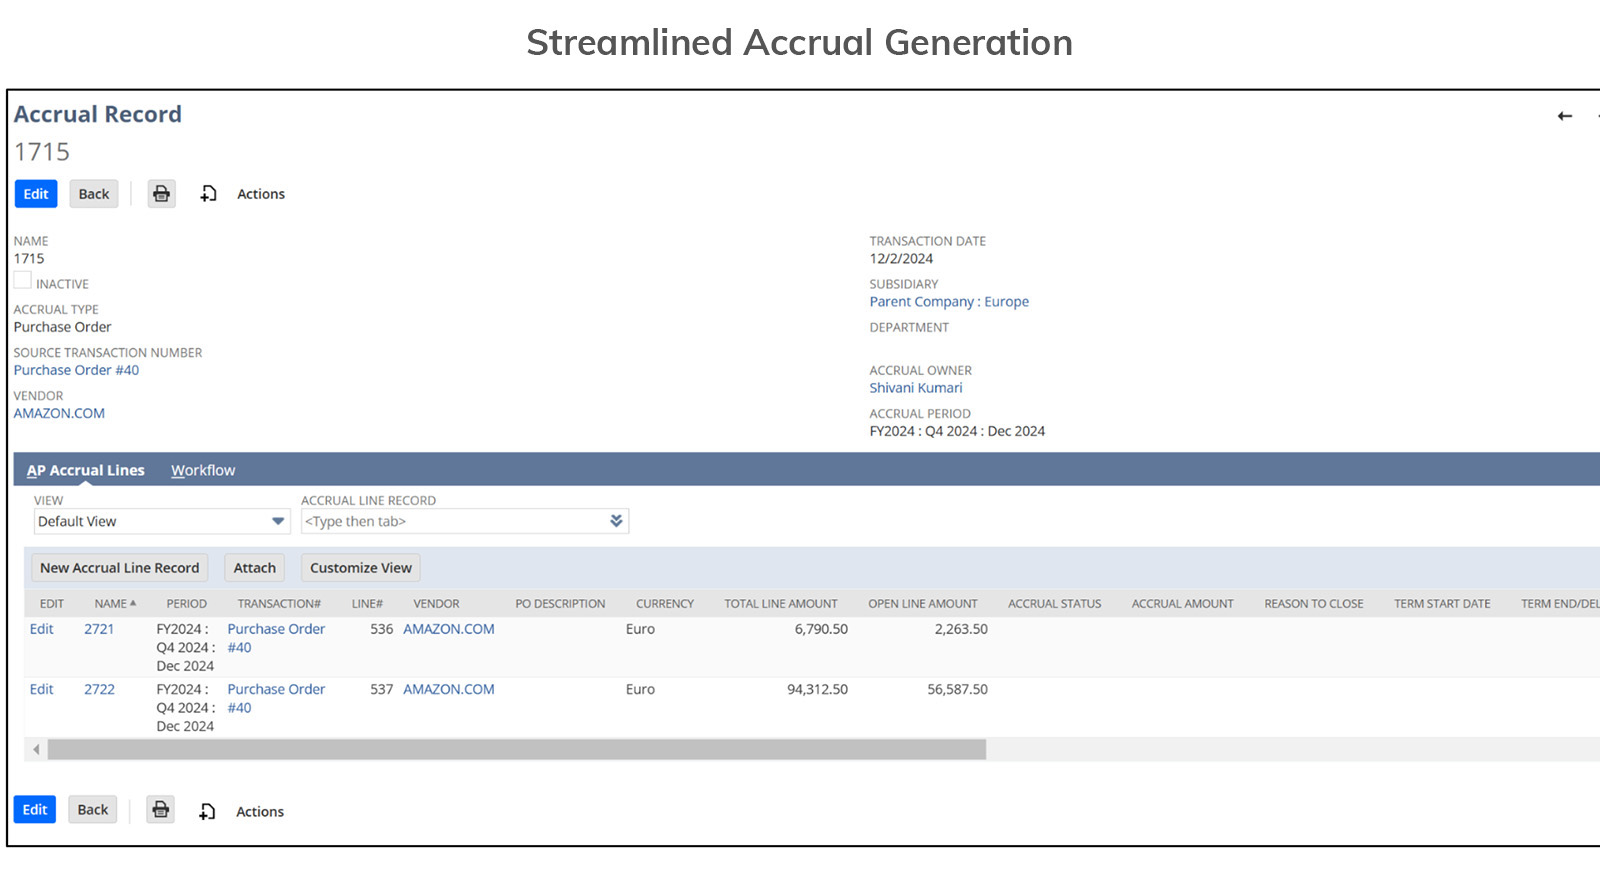 Streamlined Accrual Generation
Accrual Record
1715
Edit Back Actions
NAME
1715
INACTIVE
ACCRUAL TYPE
Purchase Order
SOURCE TRANSACTION NUMBER
Purchase Order #40
VENDOR
AMAZON.COM
TRANSACTION DATE
12/2/2024
SUBSIDIARY
Parent Company : Europe
DEPARTMENT
ACCRUAL OWNER
Shivani Kumari
ACCRUAL PERIOD
FY2024 : Q4 2024 : Dec 2024
AP Accrual Lines Workflow
VIEW ACCRUAL LINE RECORD
Default View <Type then tab>
New Accrual Line Record Attach Customize View
EDIT NAME PERIOD TRANSACTION# LINE# VENDOR PO DESCRIPTION CURRENCY TOTAL LINE AMOUNT OPEN LINE AMOUNT ACCRUAL STATUS ACCRUAL AMOUNT REASON TO CLOSE TERM START DATE TERM END/DEL
Edit 2721 FY2024 : Purchase Order 536 AMAZON.COM Euro 6,790.50 2,263.50
Q4 2024 : #40
Dec 2024
Edit 2722 FY2024 : Purchase Order 537 AMAZON.COM Euro 94,312.50 56,587.50
Q4 2024 : #40
Dec 2024
Edit Back Actions